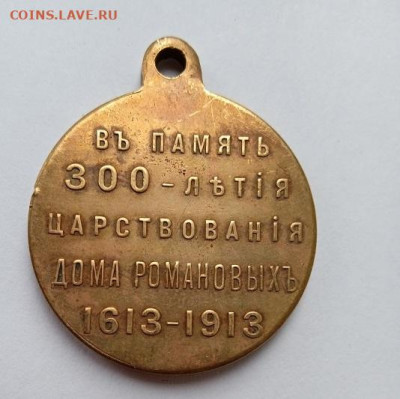 COINS.LAVE.RU
ВЪ ПАМЯТЬ
300-ЛѢТІЯ
ЦАРСТВОВАНІЯ
ДОМА РОМАНОВЫХЪ
1613-1913